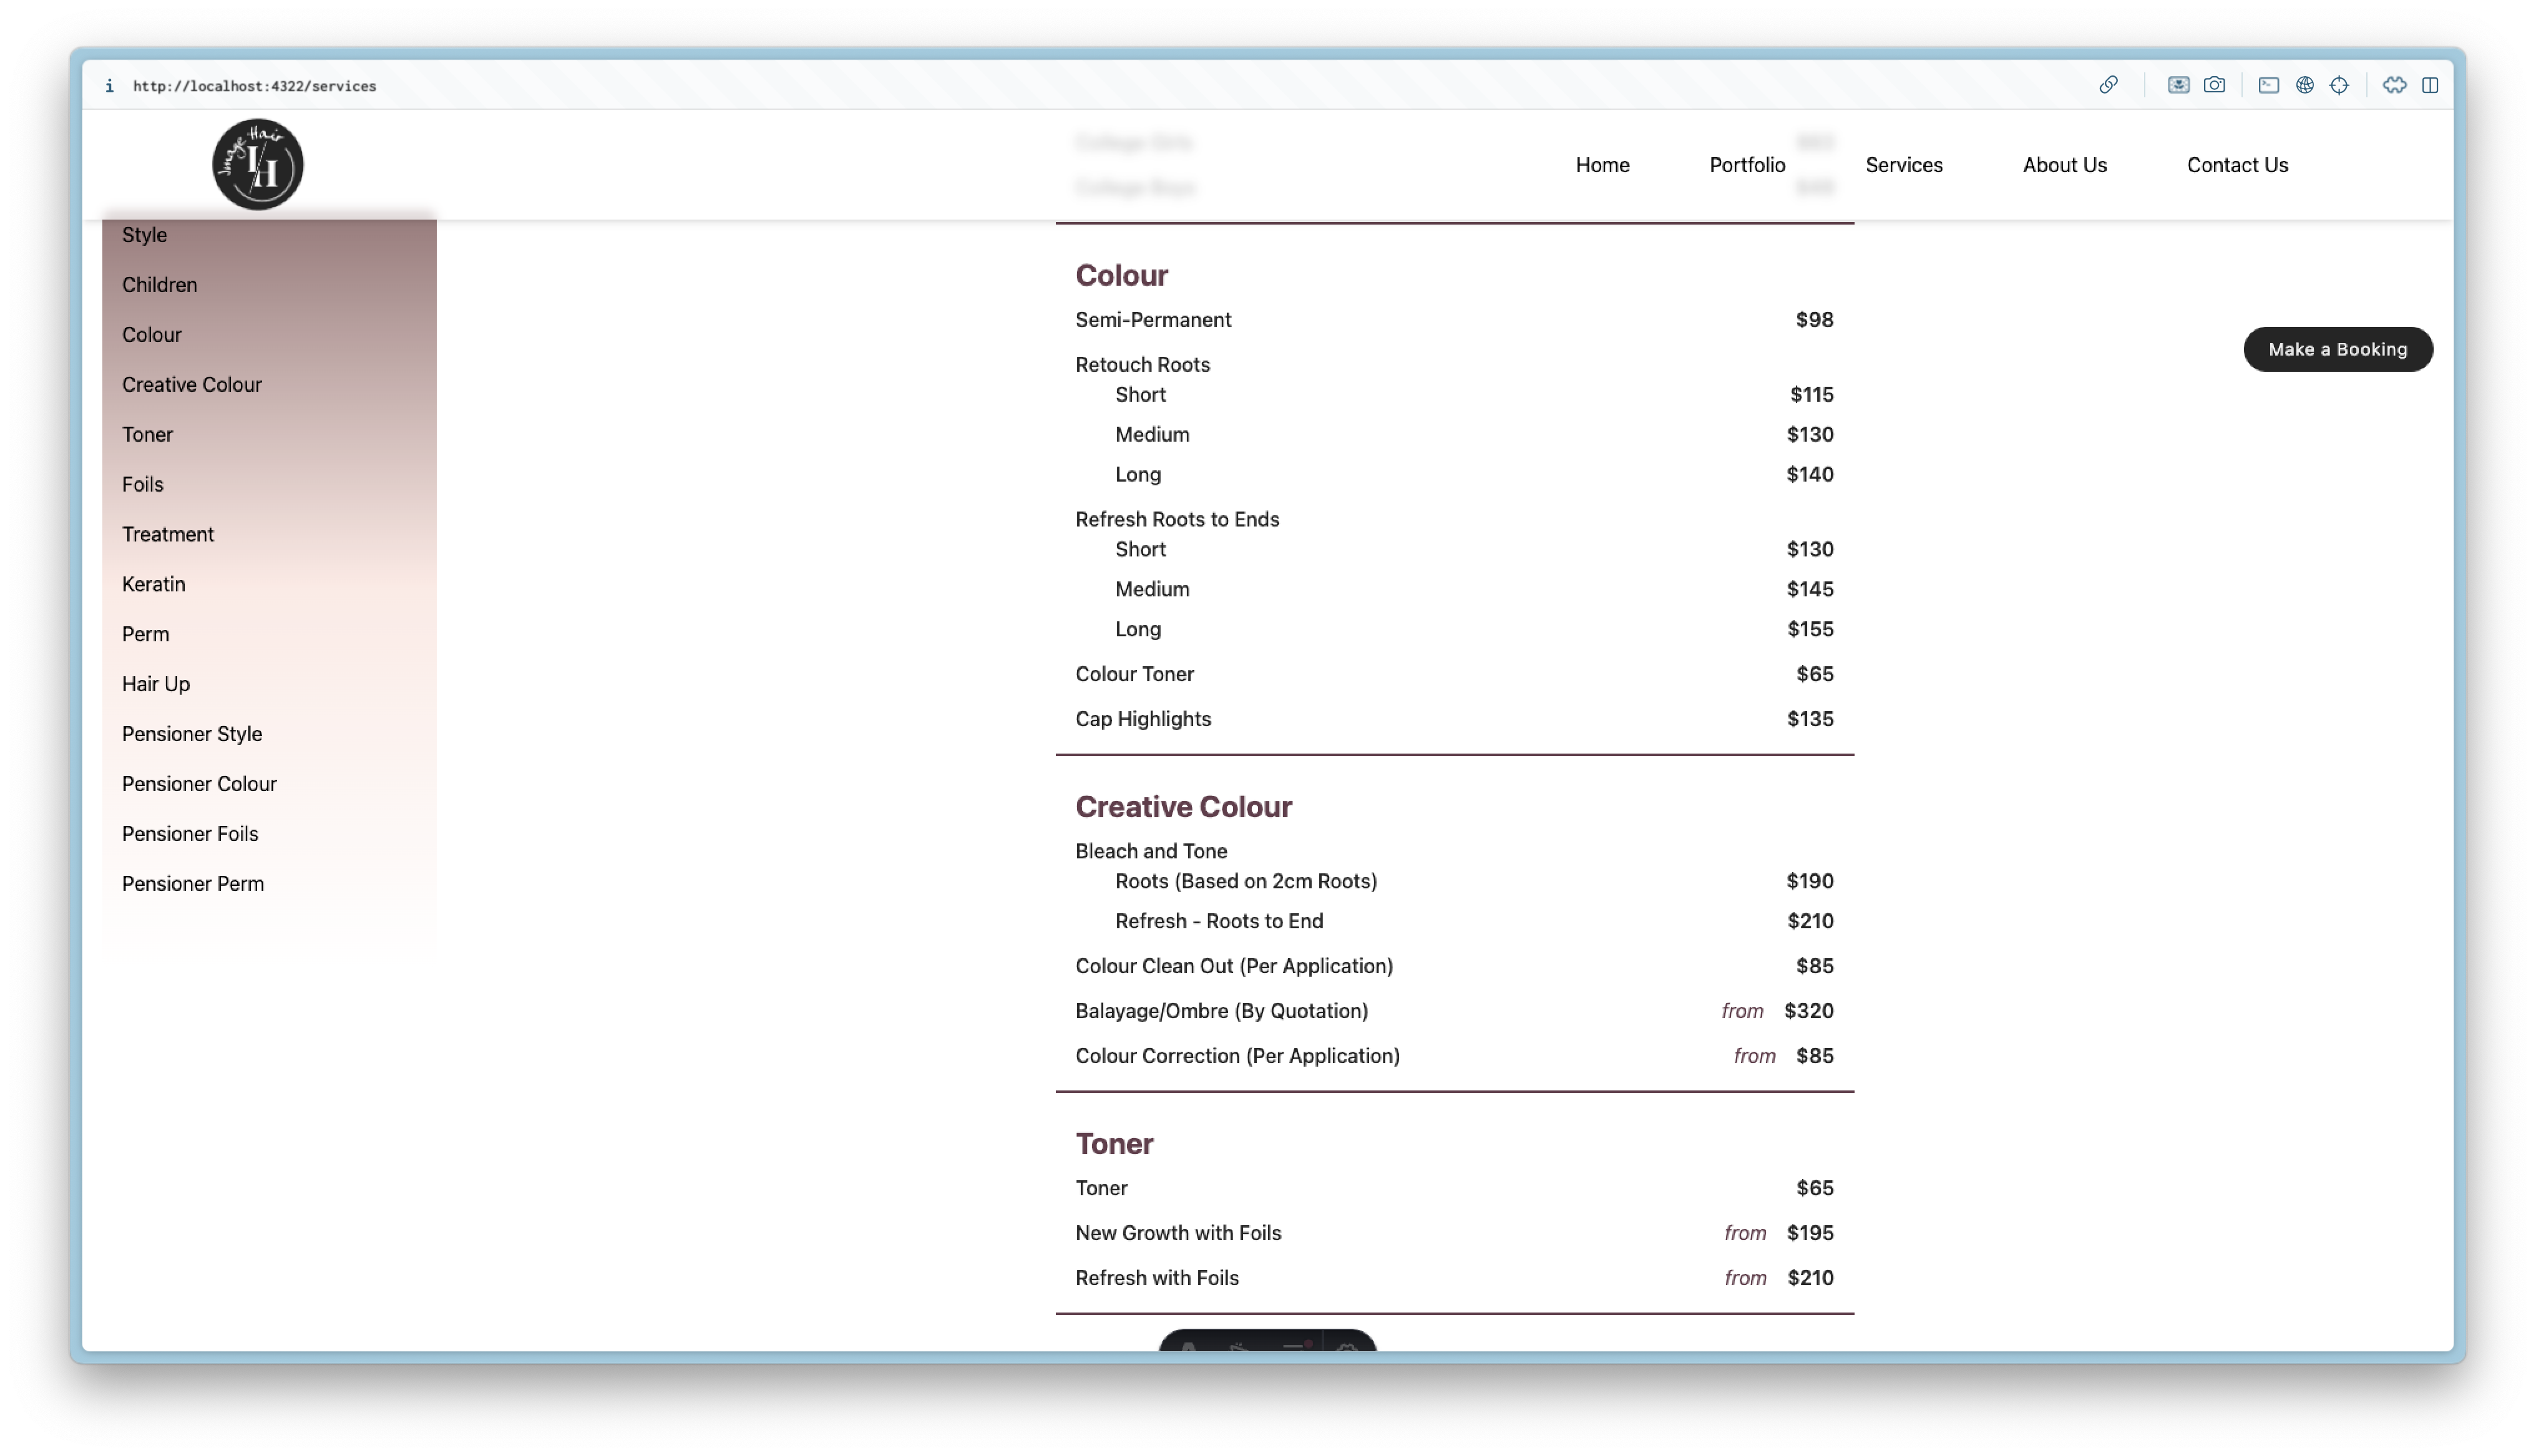 i http://localhost:4322/services
Image Hair
IH
Home Portfolio Services About Us Contact Us
College Girls
College Boys
Style
Children
Colour
Creative Colour
Toner
Foils
Treatment
Keratin
Perm
Hair Up
Pensioner Style
Pensioner Colour
Pensioner Foils
Pensioner Perm
Make a Booking
Colour
Semi-Permanent $98
Retouch Roots
Short $115
Medium $130
Long $140
Refresh Roots to Ends
Short $130
Medium $145
Long $155
Colour Toner $65
Cap Highlights $135
Creative Colour
Bleach and Tone
Roots (Based on 2cm Roots) $190
Refresh - Roots to End $210
Colour Clean Out (Per Application) $85
Balayage/Ombre (By Quotation) from $320
Colour Correction (Per Application) from $85
Toner
Toner $65
New Growth with Foils from $195
Refresh with Foils from $210